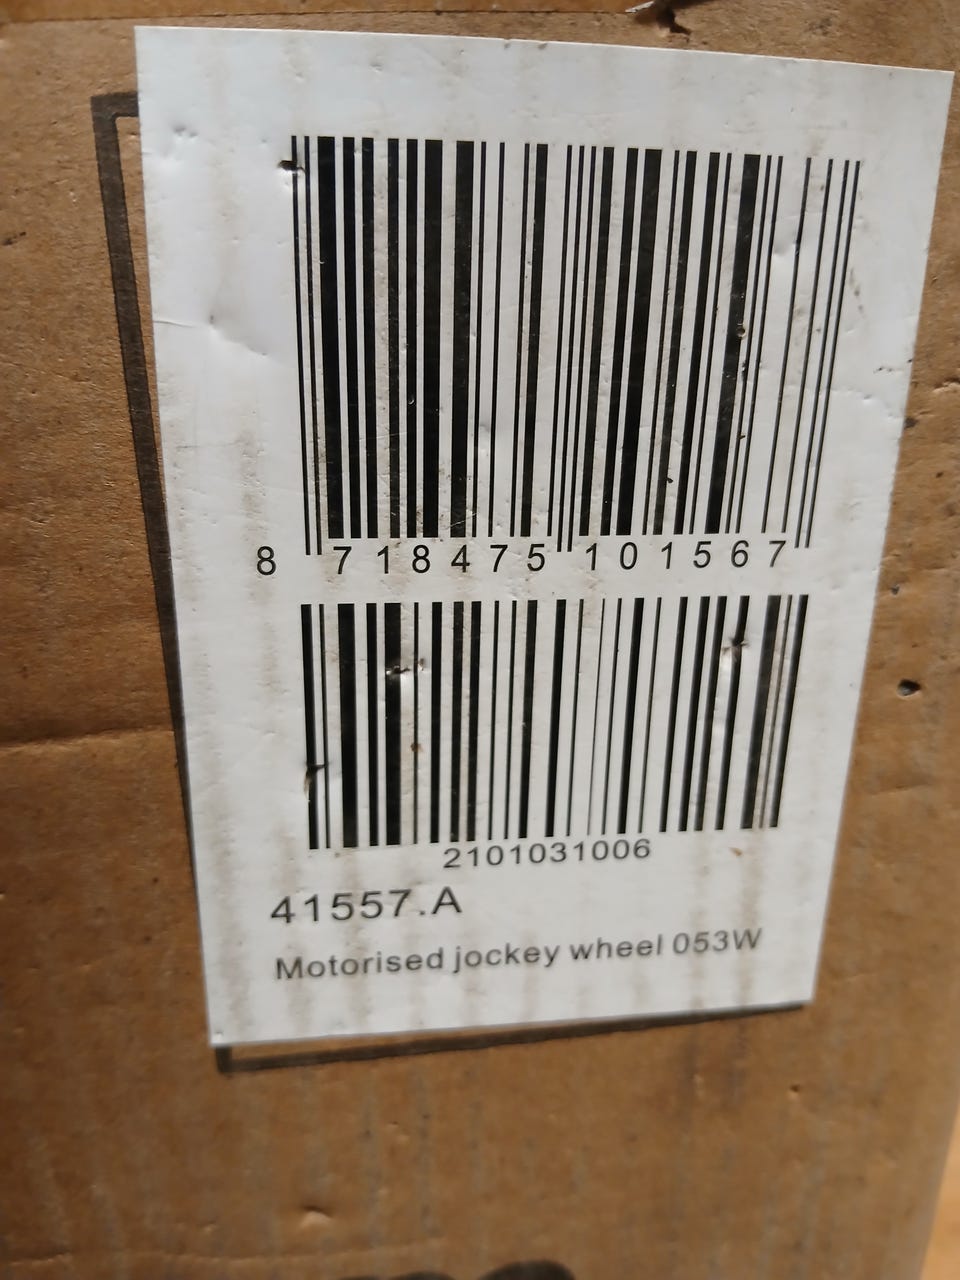 8 718475 101567
2101031006
41557.A
Motorised jockey wheel 053W